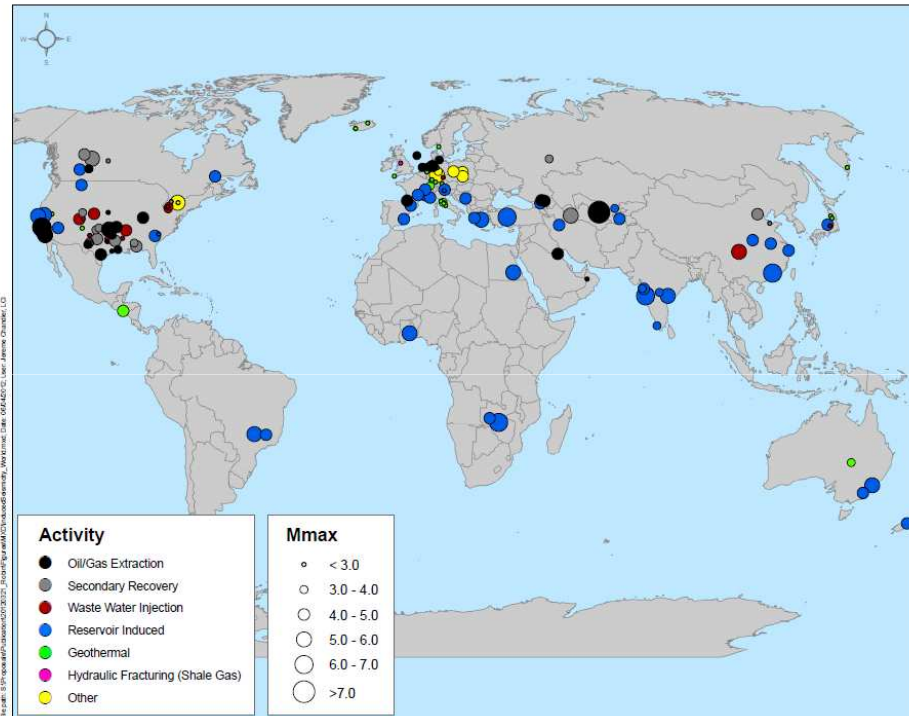 N
W
E
S
Activity
Oil/Gas Extraction
Secondary Recovery
Waste Water Injection
Reservoir Induced
Geothermal
Hydraulic Fracturing (Shale Gas)
Other
Mmax
< 3.0
3.0 - 4.0
4.0 - 5.0
5.0 - 6.0
6.0 - 7.0
>7.0